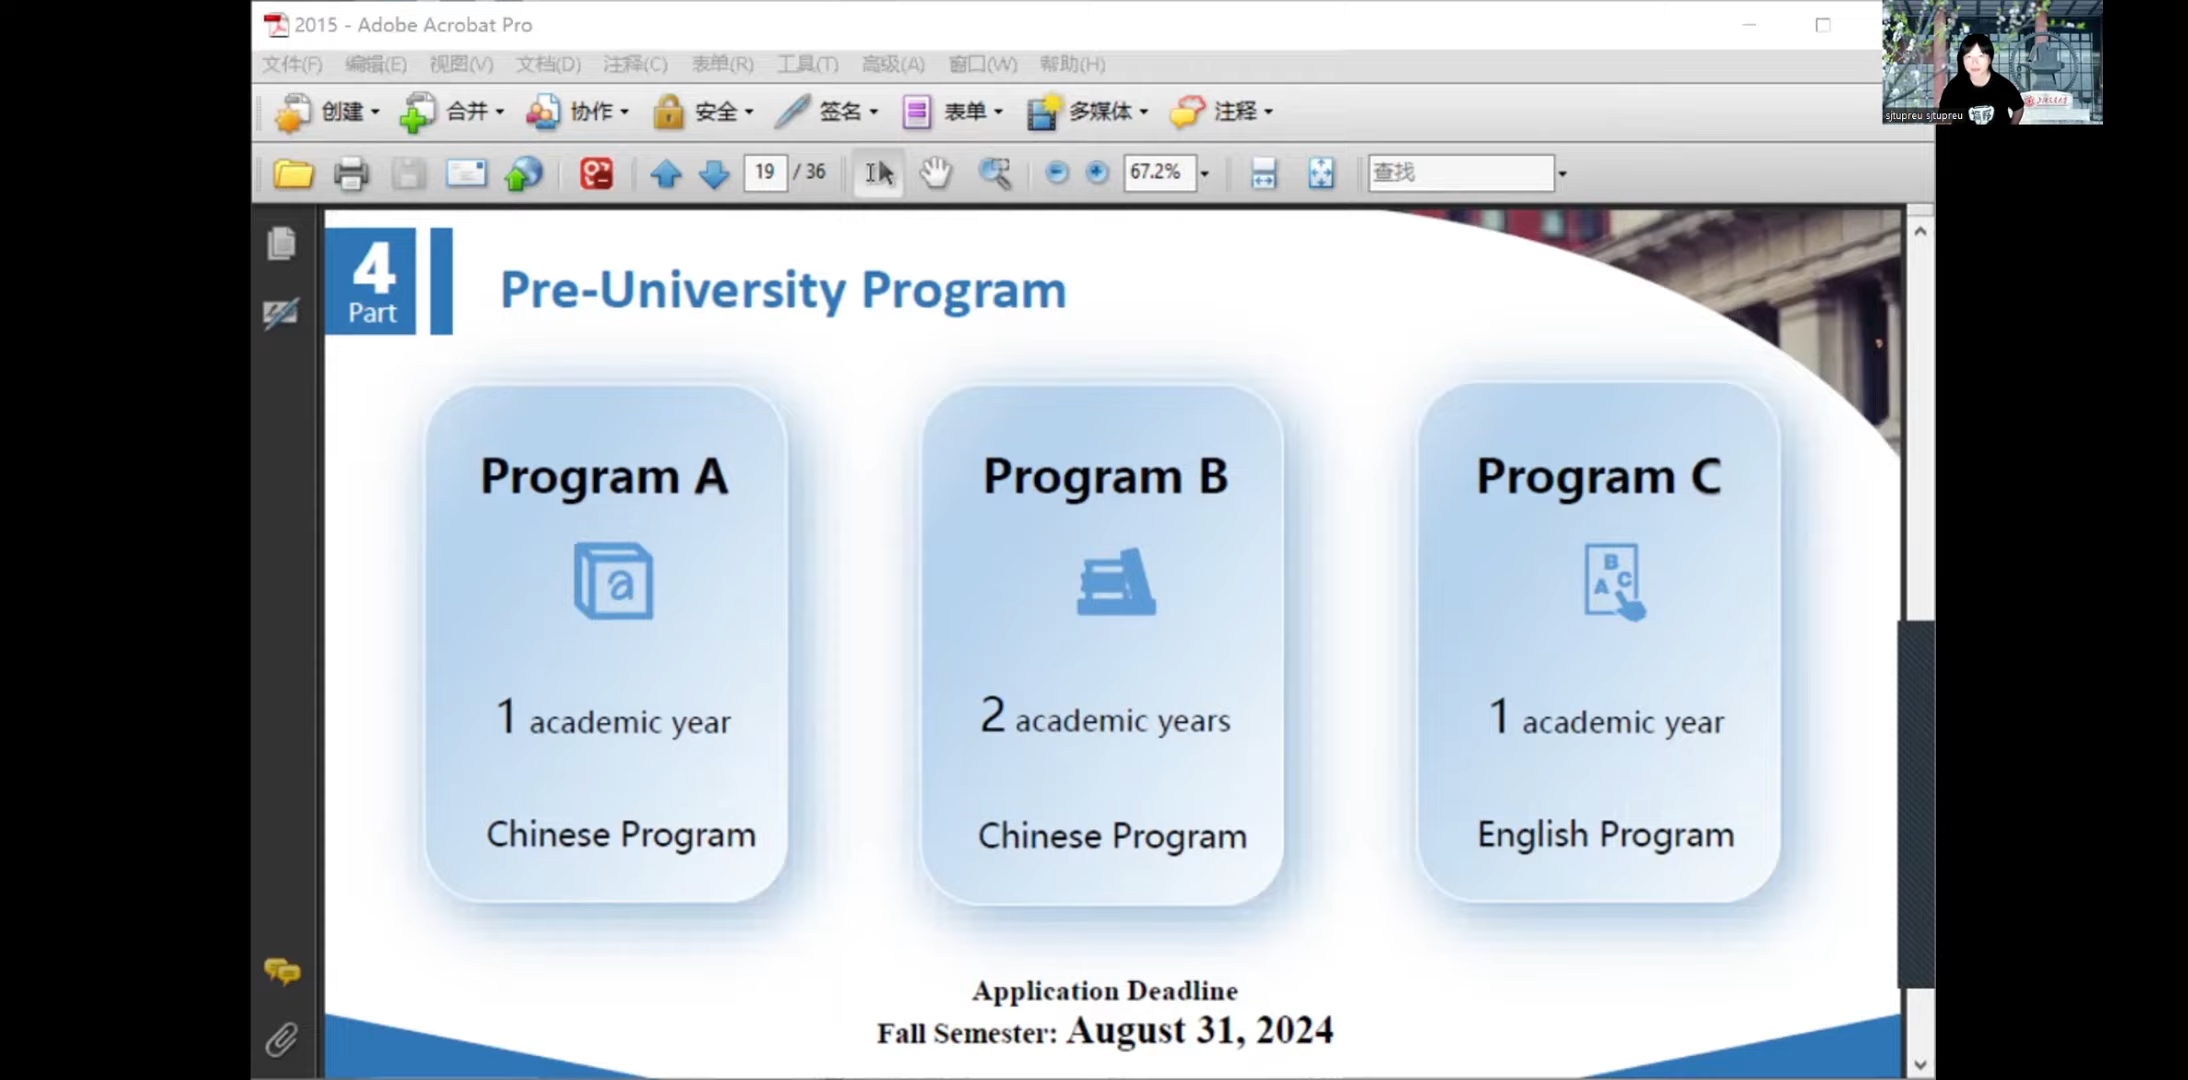 2015 - Adobe Acrobat Pro
文件(F) 编辑(E) 视图(V) 文档(D) 注释(C) 表单(R) 工具(T) 高级(A) 窗口(W) 帮助(H)
创建 合并 协作 安全 签名 表单 多媒体 注释
19 / 36 67.2% 查找
sjtupreu sjtupreu
4
Part
Pre-University Program
Program A
a
1 academic year
Chinese Program
Program B
2 academic years
Chinese Program
Program C
B
A C
1 academic year
English Program
Application Deadline
Fall Semester: August 31, 2024